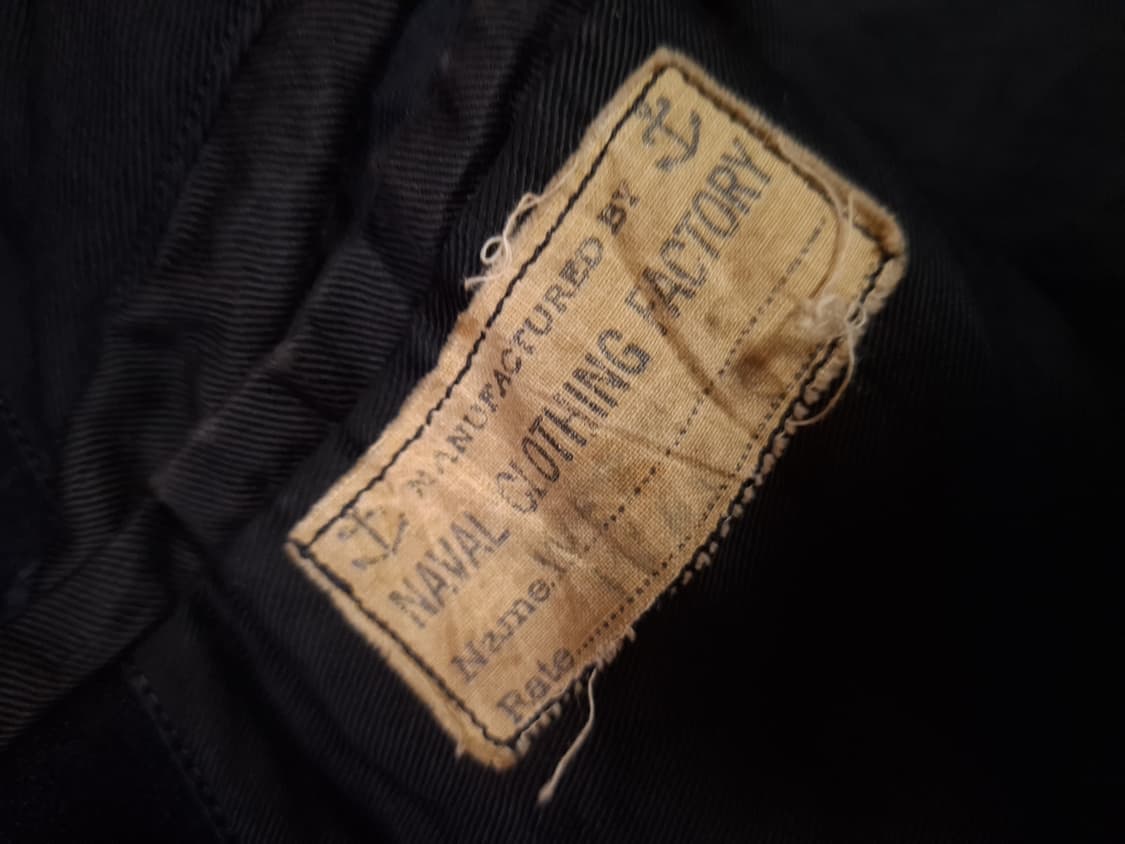 MANUFACTURED BY
NAVAL CLOTHING FACTORY
Name
Rate